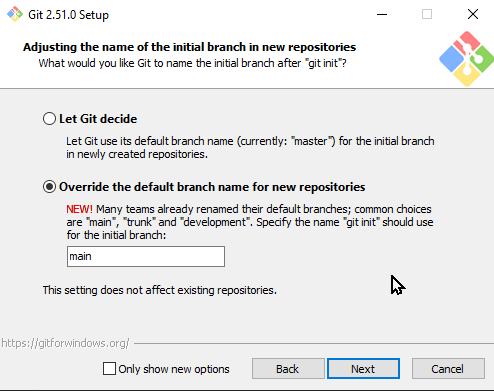 Git 2.51.0 Setup
Adjusting the name of the initial branch in new repositories
What would you like Git to name the initial branch after "git init"?
Let Git decide
Let Git use its default branch name (currently: "master") for the initial branch
in newly created repositories.
Override the default branch name for new repositories
NEW! Many teams already renamed their default branches; common choices
are "main", "trunk" and "development". Specify the name "git init" should use
for the initial branch:
main
This setting does not affect existing repositories.
https://gitforwindows.org/
Only show new options
Back
Next
Cancel